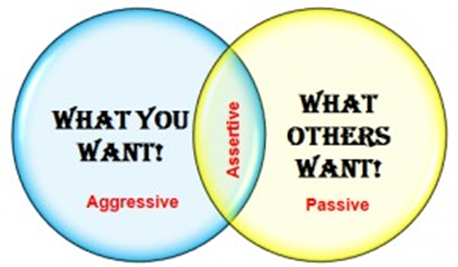 WHAT YOU
WANT!
Aggressive
Assertive
WHAT
OTHERS
WANT!
Passive